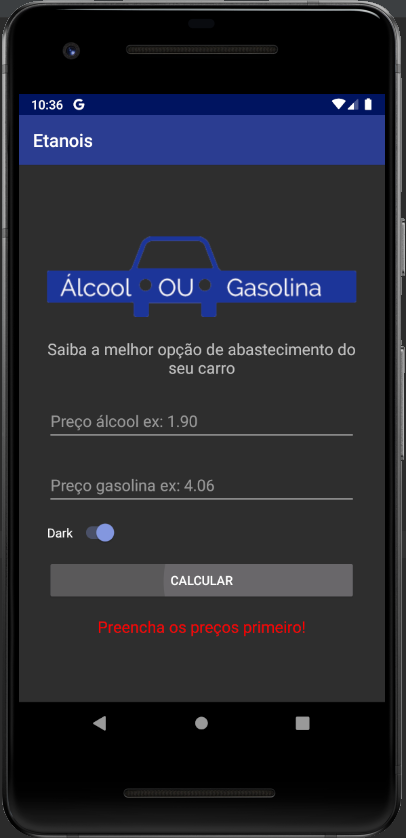 10:36 G
Etanois
Álcool OU Gasolina
Saiba a melhor opção de abastecimento do
seu carro
Preço álcool ex: 1.90
Preço gasolina ex: 4.06
Dark
CALCULAR
Preencha os preços primeiro!